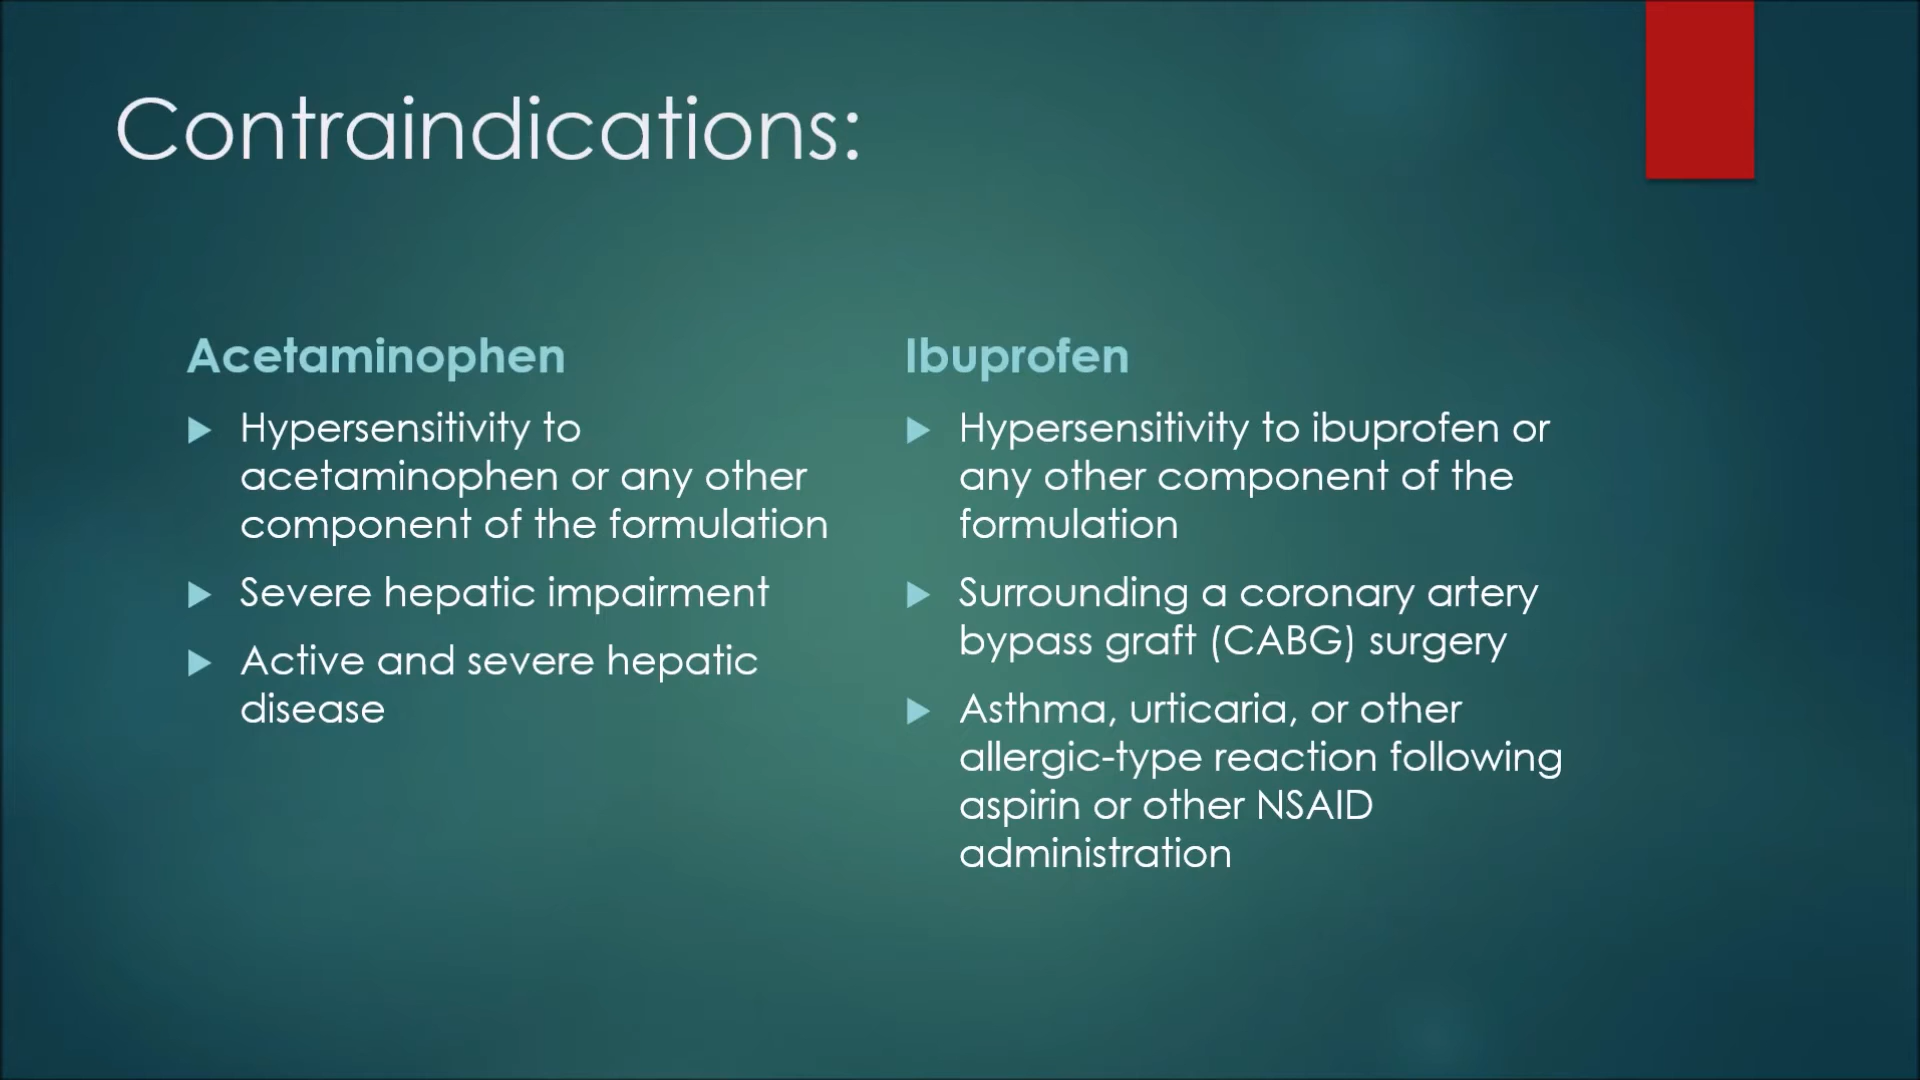 Contraindications:
Acetaminophen
Hypersensitivity to
acetaminophen or any other
component of the formulation
Severe hepatic impairment
Active and severe hepatic
disease
Ibuprofen
Hypersensitivity to ibuprofen or
any other component of the
formulation
Surrounding a coronary artery
bypass graft (CABG) surgery
Asthma, urticaria, or other
allergic-type reaction following
aspirin or other NSAID
administration